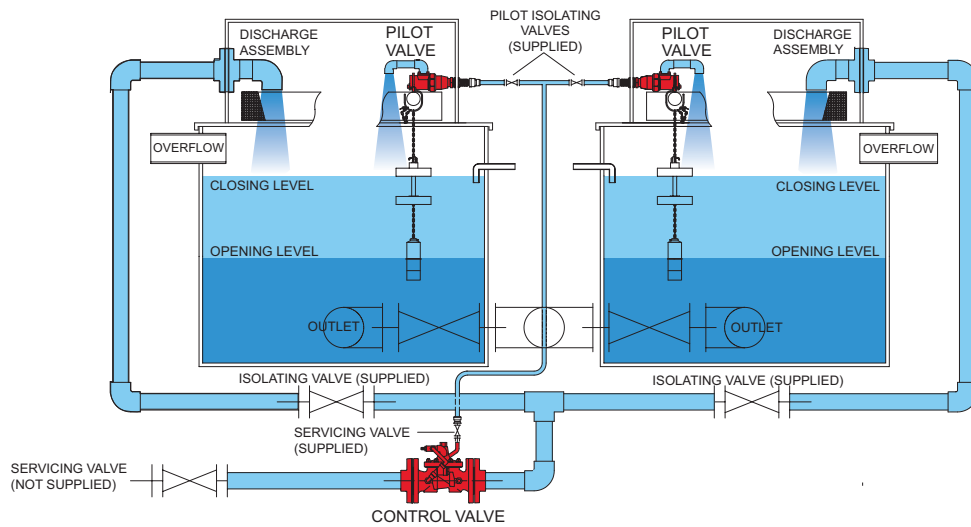 PILOT ISOLATING
VALVES
(SUPPLIED)
DISCHARGE
ASSEMBLY
PILOT
VALVE
PILOT
VALVE
DISCHARGE
ASSEMBLY
OVERFLOW
OVERFLOW
CLOSING LEVEL
CLOSING LEVEL
OPENING LEVEL
OPENING LEVEL
OUTLET
OUTLET
ISOLATING VALVE (SUPPLIED)
ISOLATING VALVE (SUPPLIED)
SERVICING VALVE
(SUPPLIED)
SERVICING VALVE
(NOT SUPPLIED)
CONTROL VALVE